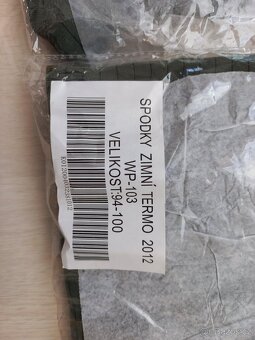 SPODKY ZIMNÍ TERMO 2012
WP-103
VELIKOST:94-100